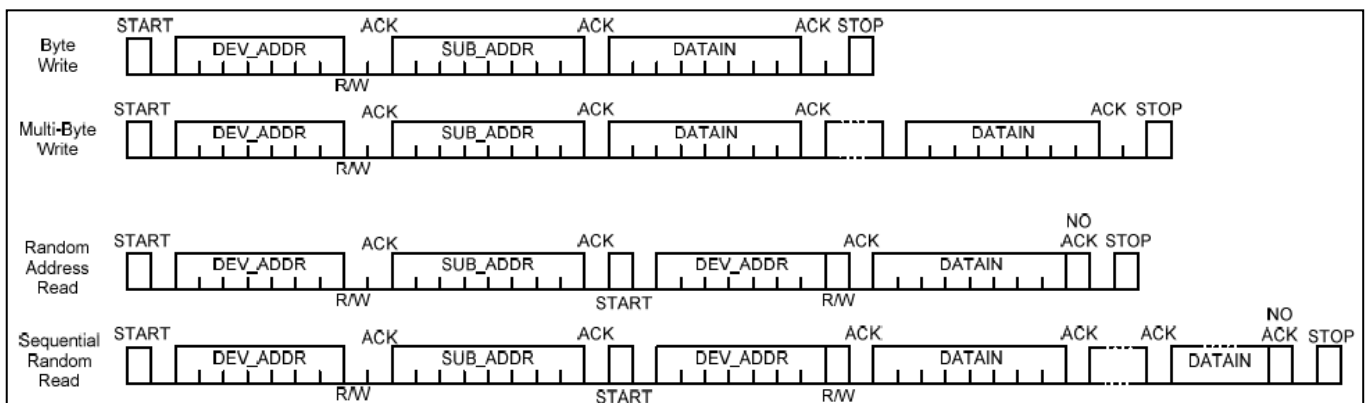 START ACK ACK ACK STOP
Byte
Write
DEV_ADDR SUB_ADDR DATAIN
R/W
START ACK ACK ACK ACK STOP
Multi-Byte
Write
DEV_ADDR SUB_ADDR DATAIN DATAIN
R/W
Random
Address
Read
START ACK ACK ACK NO ACK STOP
DEV_ADDR SUB_ADDR DEV_ADDR DATAIN
R/W START R/W
Sequential
Random
Read
START ACK ACK ACK ACK ACK NO ACK STOP
DEV_ADDR SUB_ADDR DEV_ADDR DATAIN DATAIN
R/W START R/W